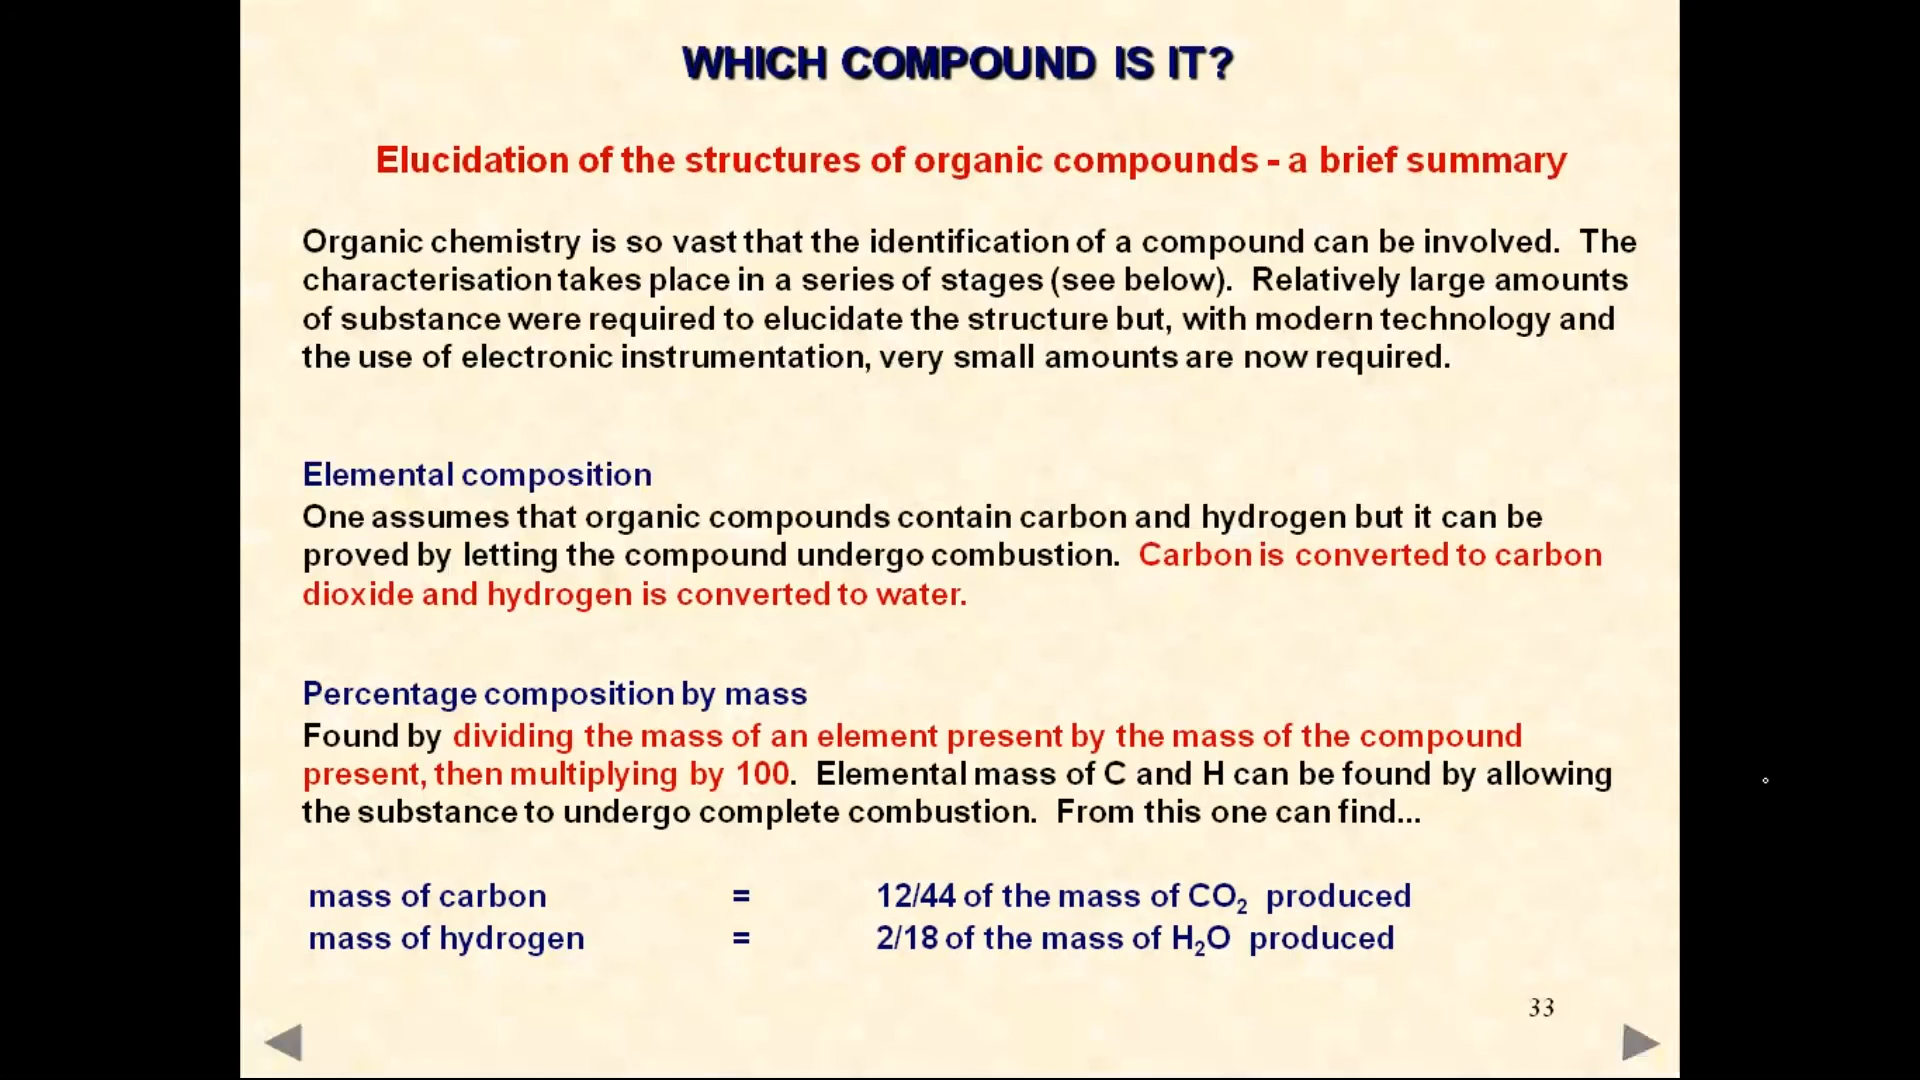 WHICH COMPOUND IS IT?
Elucidation of the structures of organic compounds - a brief summary
Organic chemistry is so vast that the identification of a compound can be involved. The
characterisation takes place in a series of stages (see below). Relatively large amounts
of substance were required to elucidate the structure but, with modern technology and
the use of electronic instrumentation, very small amounts are now required.
Elemental composition
One assumes that organic compounds contain carbon and hydrogen but it can be
proved by letting the compound undergo combustion. Carbon is converted to carbon
dioxide and hydrogen is converted to water.
Percentage composition by mass
Found by dividing the mass of an element present by the mass of the compound
present, then multiplying by 100. Elemental mass of C and H can be found by allowing
the substance to undergo complete combustion. From this one can find...
mass of carbon = 12/44 of the mass of CO₂ produced
mass of hydrogen = 2/18 of the mass of H₂O produced
33